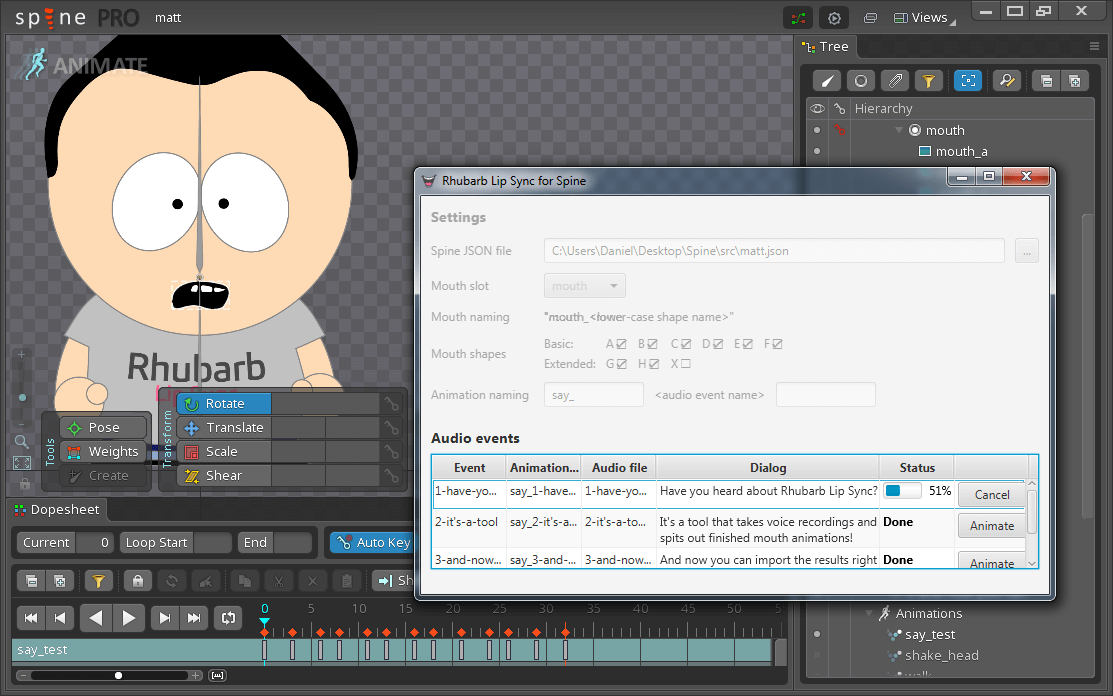 spine PRO matt
Views
ANIMATE
Tree
Hierarchy
mouth
mouth_a
Rhubarb
Rhubarb Lip Sync for Spine
Settings
Spine JSON file C:\Users\Daniel\Desktop\Spine\src\matt.json ...
Mouth slot mouth
Mouth naming "mouth_<lower-case shape name>"
Mouth shapes
Basic: A B C D E F
Extended: G H X
Animation naming say_ <audio event name>
Audio events
Event Animation... Audio file Dialog Status
1-have-yo... say_1-have... 1-have-yo... Have you heard about Rhubarb Lip Sync? 51% Cancel
2-it's-a-tool say_2-it's-a... 2-it's-a-to... It's a tool that takes voice recordings and Done Animate
spits out finished mouth animations!
3-and-now... say_3-and-... 3-and-now... And now you can import the results right Done Animate
Tools
Pose
Weights
Create
Transform
Rotate
Translate
Scale
Shear
Dopesheet
Current 0 Loop Start End Auto Key
Sh
0 5 10 15 20 25 30 35 40 45 50 55
say_test
Animations
say_test
shake_head
walk